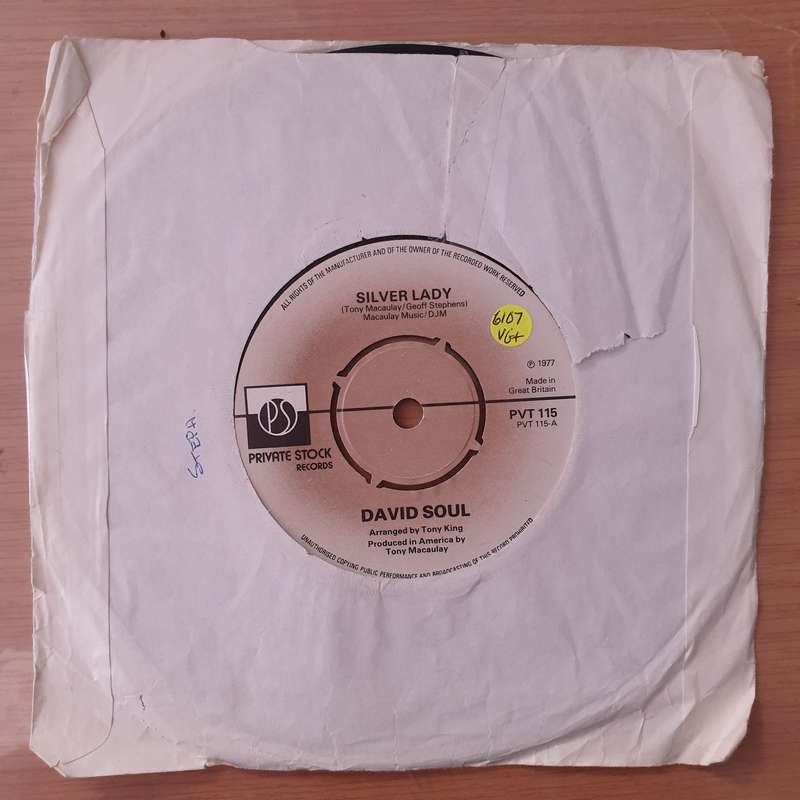 ALL RIGHTS OF THE MANUFACTURER AND OF THE OWNER OF THE RECORDED WORK RESERVED
SILVER LADY
(Tony Macaulay/Geoff Stephens)
Macaulay Music/DJM
6107
VG+
℗ 1977
Made in
Great Britain
PS
PVT 115
PVT 115-A
PRIVATE STOCK
RECORDS
STEPH.
DAVID SOUL
Arranged by Tony King
Produced in America by
Tony Macaulay
UNAUTHORISED COPYING PUBLIC PERFORMANCE AND BROADCASTING OF THIS RECORD PROHIBITED